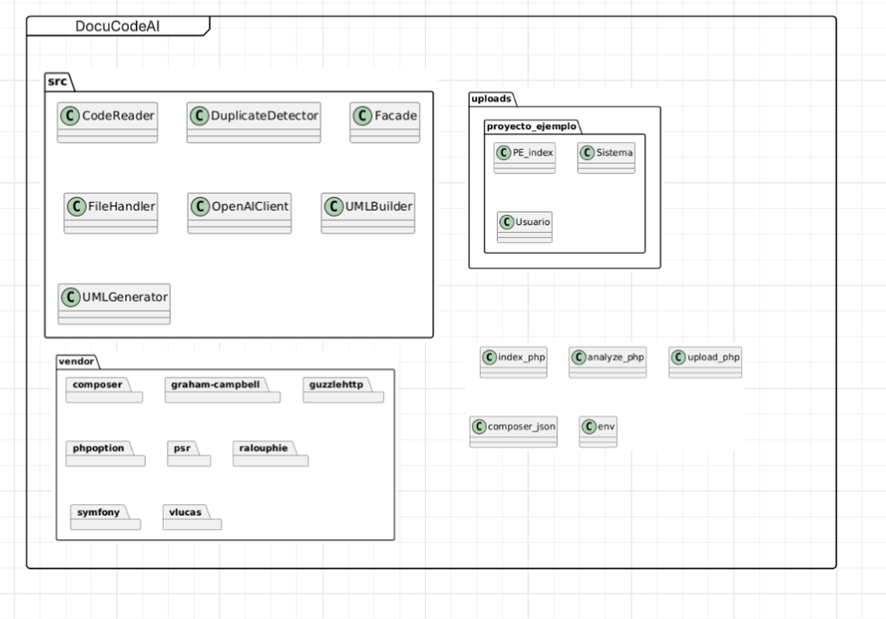 DocuCodeAI
src
C CodeReader
C DuplicateDetector
C Facade
C FileHandler
C OpenAIClient
C UMLBuilder
C UMLGenerator
uploads
proyecto_ejemplo
C PE_index
C Sistema
C Usuario
vendor
composer
graham-campbell
guzzlehttp
phpoption
psr
ralouphie
symfony
vlucas
C index_php
C analyze_php
C upload_php
C composer_json
C env